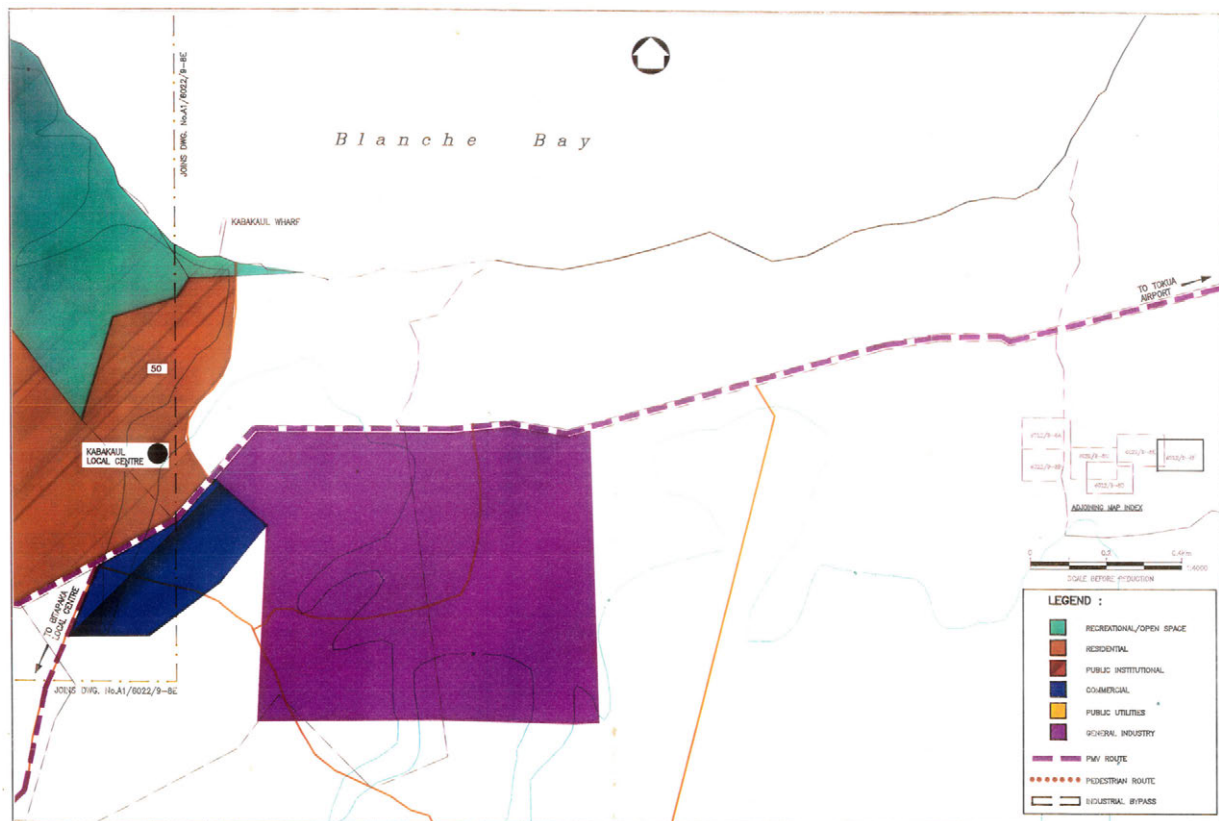 JOINS DWG. No.A1/6022/9-8E
Blanche Bay
KABAKAUL WHARF
TO TOKUA
AIRPORT
50
KABAKAUL
LOCAL CENTRE
TO BITAPAKA
LOCAL CENTRE
JOINS DWG. No.A1/6022/9-8E
ADJOINING MAP INDEX
SCALE BEFORE REDUCTION
LEGEND :
RECREATIONAL/OPEN SPACE
RESIDENTIAL
PUBLIC INSTITUTIONAL
COMMERCIAL
PUBLIC UTILITIES
GENERAL INDUSTRY
PMV ROUTE
PEDESTRIAN ROUTE
INDUSTRIAL BYPASS